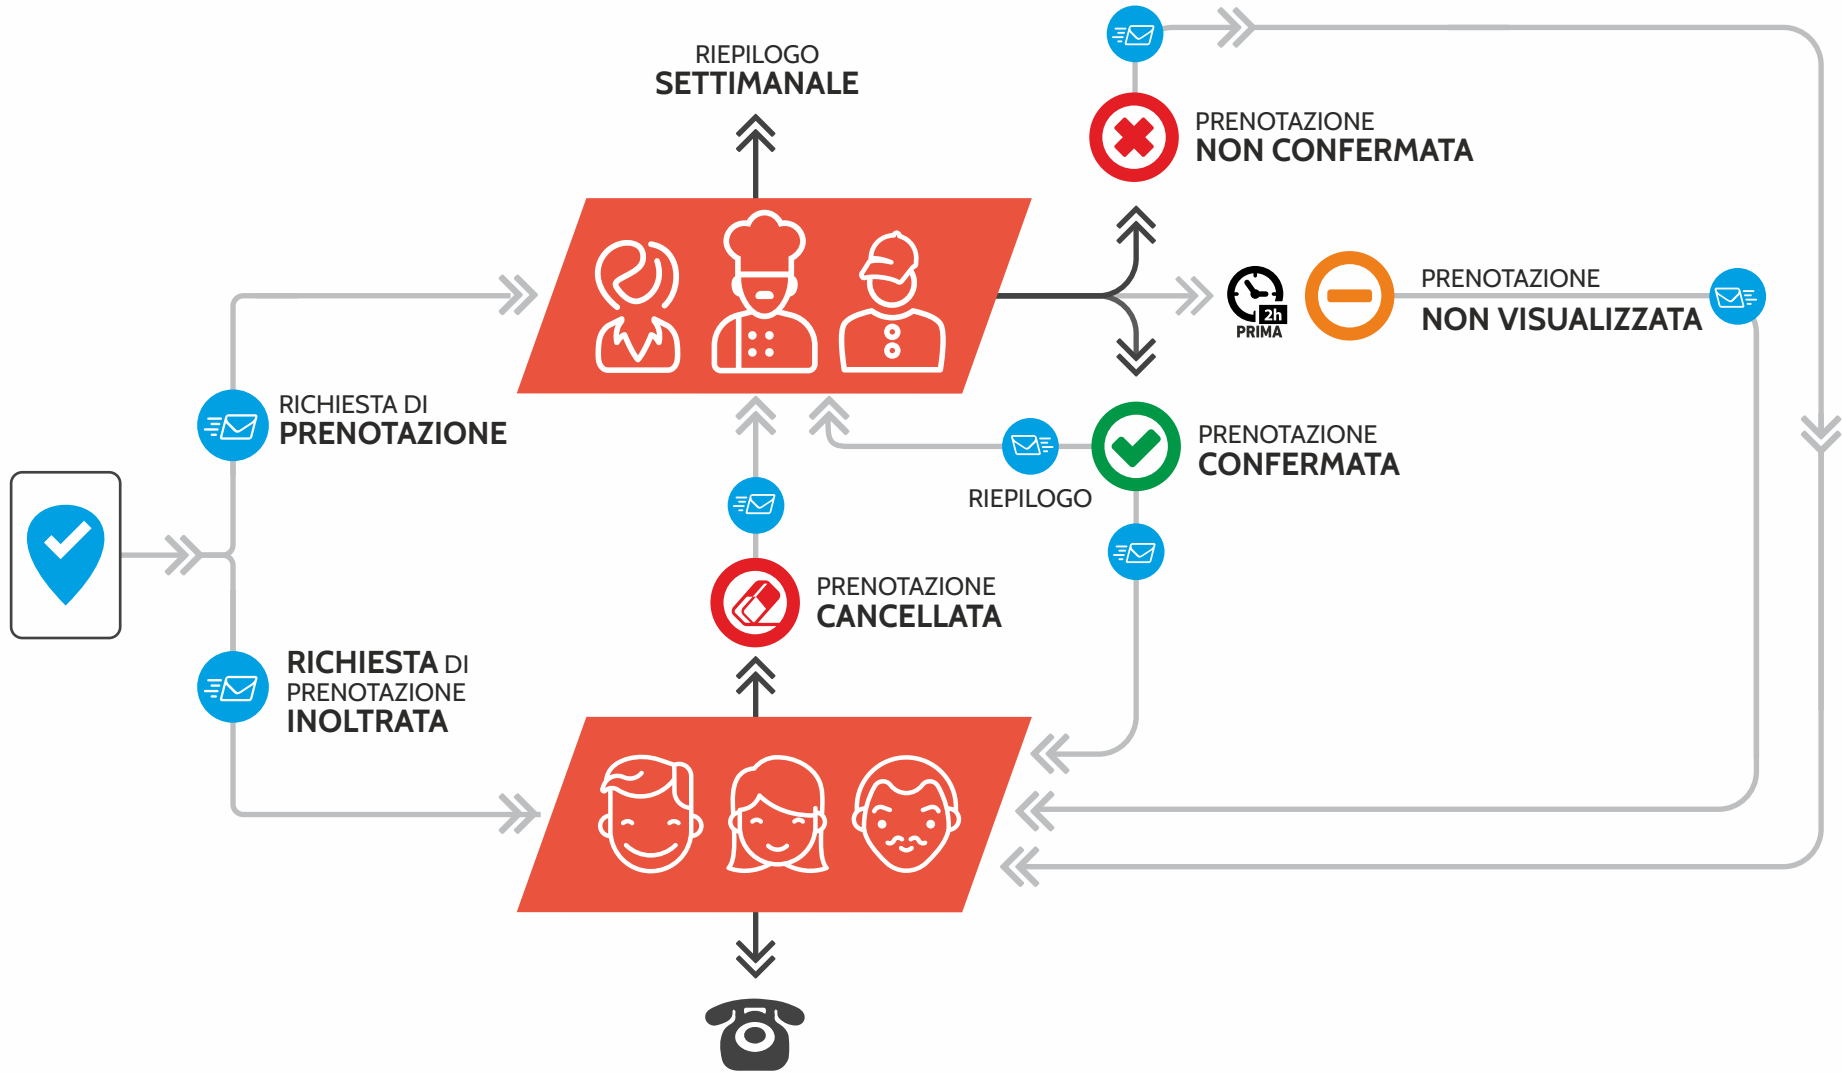 RIEPILOGO
SETTIMANALE
PRENOTAZIONE
NON CONFERMATA
2h
PRIMA
PRENOTAZIONE
NON VISUALIZZATA
RICHIESTA DI
PRENOTAZIONE
PRENOTAZIONE
CONFERMATA
RIEPILOGO
PRENOTAZIONE
CANCELLATA
RICHIESTA DI
PRENOTAZIONE
INOLTRATA